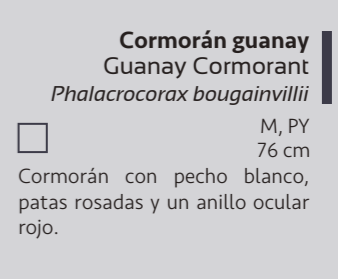 Cormorán guanay
Guanay Cormorant
Phalacrocorax bougainvillii
M, PY
76 cm
Cormorán con pecho blanco,
patas rosadas y un anillo ocular
rojo.